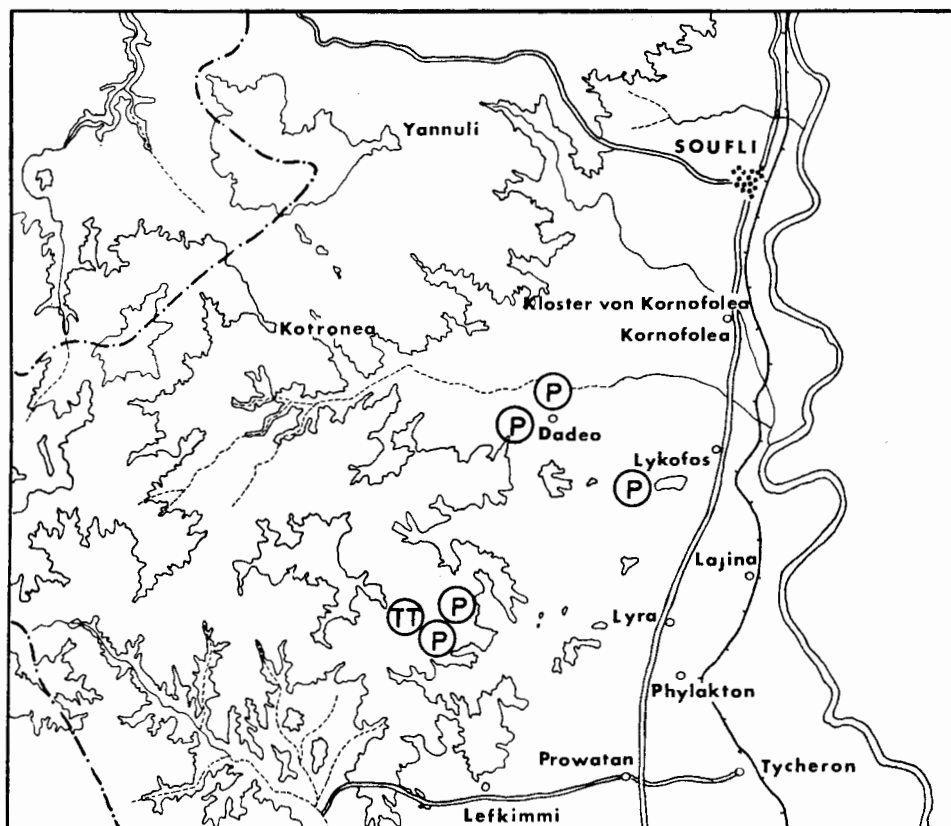 Yannuli
SOUFLI
Kloster von Kornofolea
Kornofolea
Kotronea
P
P
Dadeo
Lykofos
P
Lajina
P
TT
P
Lyra
Phylakton
Prowatan
Tycheron
Lefkimmi